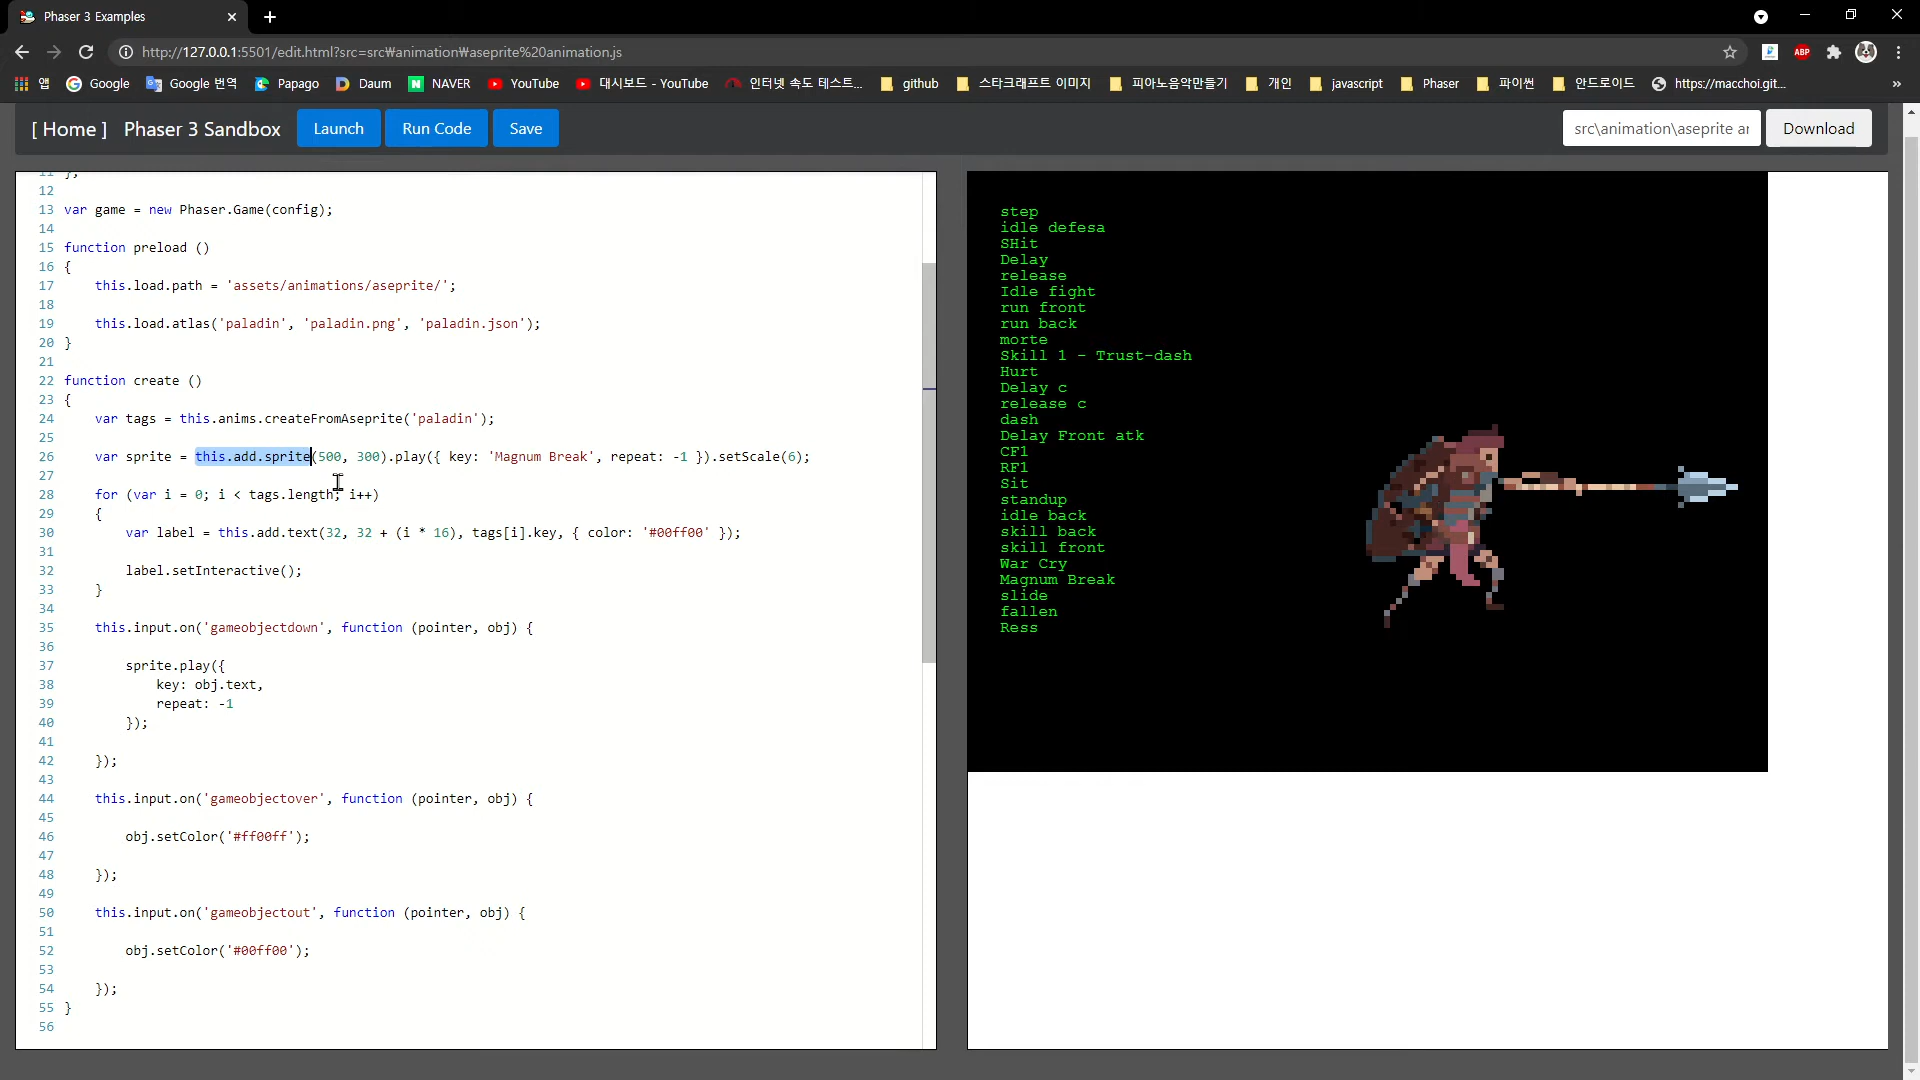 Phaser 3 Examples
http://127.0.0.1:5501/edit.html?src=src₩animation₩aseprite%20animation.js
ABP
앱 Google Google 번역 Papago Daum NAVER YouTube 대시보드 - YouTube 인터넷 속도 테스트... github 스타크래프트 이미지 피아노음악만들기 개인 javascript Phaser 파이썬 안드로이드 https://macchoi.git... »
[ Home ] Phaser 3 Sandbox Launch Run Code Save src\animation\aseprite ar Download
11 };
12
13 var game = new Phaser.Game(config);
14
15 function preload ()
16 {
17 this.load.path = 'assets/animations/aseprite/';
18
19 this.load.atlas('paladin', 'paladin.png', 'paladin.json');
20 }
21
22 function create ()
23 {
24 var tags = this.anims.createFromAseprite('paladin');
25
26 var sprite = this.add.sprite(500, 300).play({ key: 'Magnum Break', repeat: -1 }).setScale(6);
27
28 for (var i = 0; i < tags.length; i++)
29 {
30 var label = this.add.text(32, 32 + (i * 16), tags[i].key, { color: '#00ff00' });
31
32 label.setInteractive();
33 }
34
35 this.input.on('gameobjectdown', function (pointer, obj) {
36
37 sprite.play({
38 key: obj.text,
39 repeat: -1
40 });
41
42 });
43
44 this.input.on('gameobjectover', function (pointer, obj) {
45
46 obj.setColor('#ff00ff');
47
48 });
49
50 this.input.on('gameobjectout', function (pointer, obj) {
51
52 obj.setColor('#00ff00');
53
54 });
55 }
56
step
idle defesa
SHit
Delay
release
Idle fight
run front
run back
morte
Skill 1 - Trust-dash
Hurt
Delay c
release c
dash
Delay Front atk
CF1
RF1
Sit
standup
idle back
skill back
skill front
War Cry
Magnum Break
slide
fallen
Ress